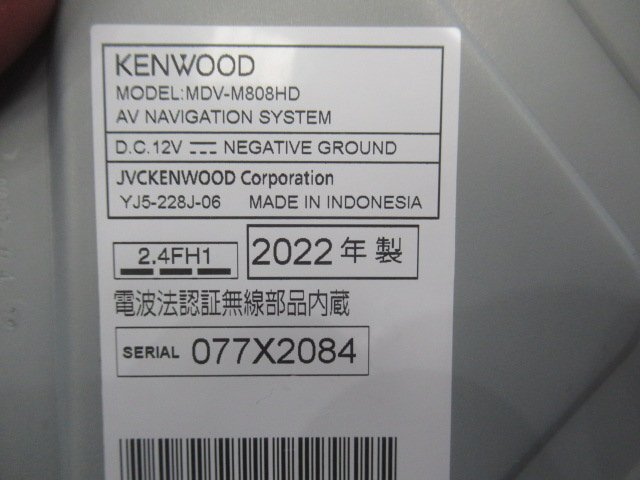 KENWOOD
MODEL:MDV-M808HD
AV NAVIGATION SYSTEM
D.C.12V ⎓ NEGATIVE GROUND
JVCKENWOOD Corporation
YJ5-228J-06 MADE IN INDONESIA
2.4FH1 2022年製
電波法認証無線部品内蔵
SERIAL 077X2084